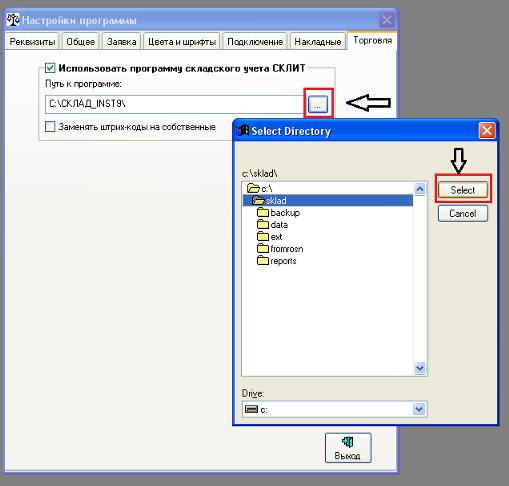 Настройки программы
Реквизиты Общее Заявка Цвета и шрифты Подключение Накладные Торговля
Использовать программу складского учета СКЛИТ
Путь к программе:
C:\СКЛАД_INST9\ ...
Заменять штрих-коды на собственные
Select Directory
c:\sklad\
c:\
sklad
backup
data
ext
fromrosn
reports
Select
Cancel
Drive:
c:
Выход